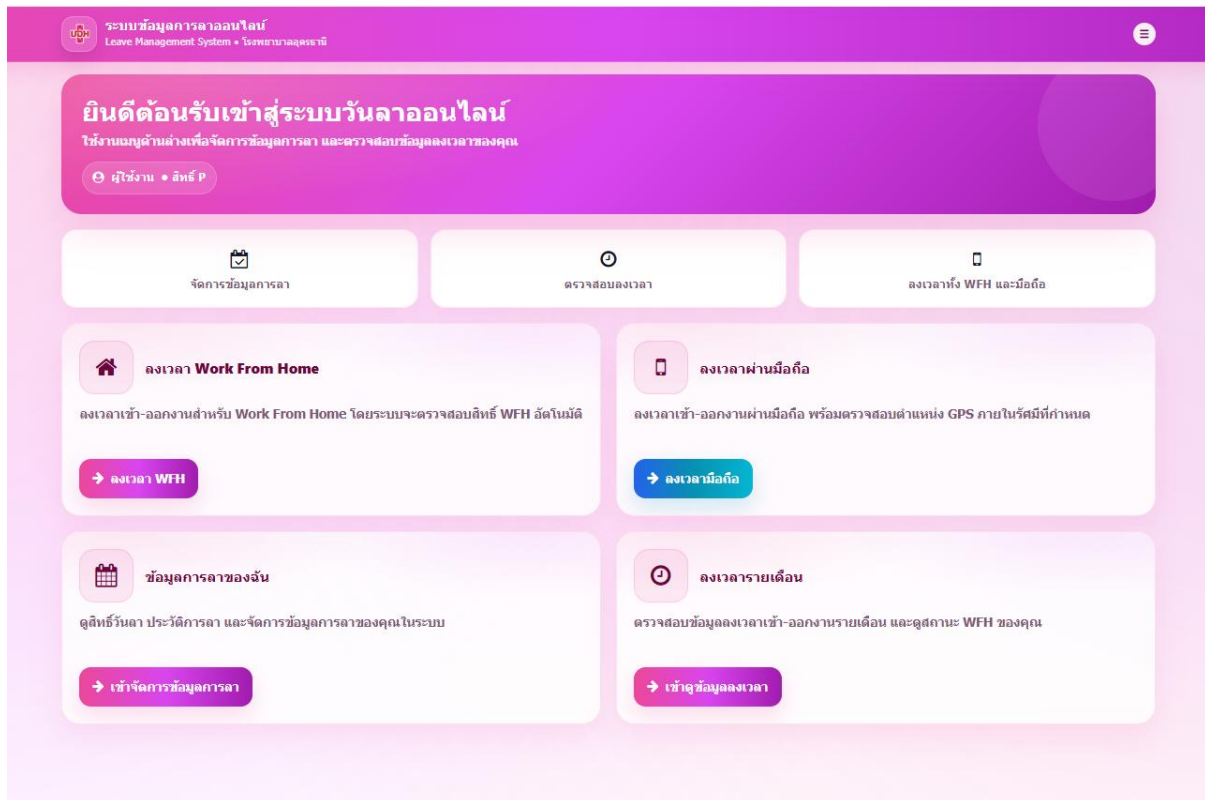 UDH
ระบบข้อมูลการลาออนไลน์
Leave Management System • โรงพยาบาลอุดรธานี
ยินดีต้อนรับเข้าสู่ระบบวันลาออนไลน์
ใช้งานเมนูด้านล่างเพื่อจัดการข้อมูลการลา และตรวจสอบข้อมูลลงเวลาของคุณ
ผู้ใช้งาน • สิทธิ์ P
จัดการข้อมูลการลา
ตรวจสอบลงเวลา
ลงเวลาทั้ง WFH และมือถือ
ลงเวลา Work From Home
ลงเวลาเข้า-ออกงานสำหรับ Work From Home โดยระบบจะตรวจสอบสิทธิ์ WFH อัตโนมัติ
ลงเวลา WFH
ลงเวลาผ่านมือถือ
ลงเวลาเข้า-ออกงานผ่านมือถือ พร้อมตรวจสอบตำแหน่ง GPS ภายในรัศมีที่กำหนด
ลงเวลามือถือ
ข้อมูลการลาของฉัน
ดูสิทธิ์วันลา ประวัติการลา และจัดการข้อมูลการลาของคุณในระบบ
เข้าจัดการข้อมูลการลา
ลงเวลารายเดือน
ตรวจสอบข้อมูลลงเวลาเข้า-ออกงานรายเดือน และดูสถานะ WFH ของคุณ
เข้าดูข้อมูลลงเวลา